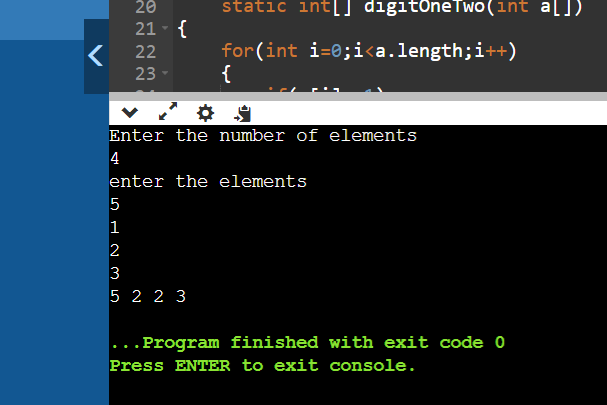 20 static int[] digitOneTwo(int a[])
21 {
22 for(int i=0;i<a.length;i++)
23 {
Enter the number of elements
4
enter the elements
5
1
2
3
5 2 2 3
...Program finished with exit code 0
Press ENTER to exit console.